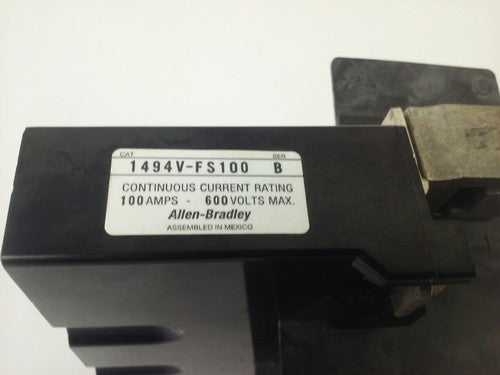 CAT SER
1494V-FS100 B
CONTINUOUS CURRENT RATING
100 AMPS - 600 VOLTS MAX.
Allen-Bradley
ASSEMBLED IN MEXICO